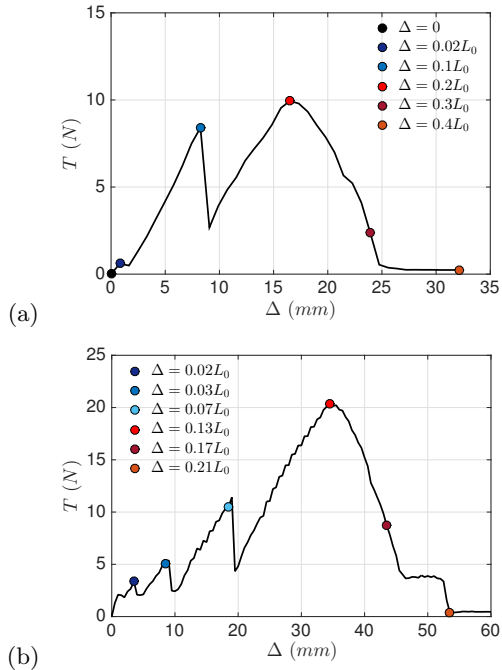 15
10
5
0
T (N)
Δ = 0
Δ = 0.02L₀
Δ = 0.1L₀
Δ = 0.2L₀
Δ = 0.3L₀
Δ = 0.4L₀
0 5 10 15 20 25 30 35
Δ (mm)
(a)
25
20
15
10
5
0
T (N)
Δ = 0.02L₀
Δ = 0.03L₀
Δ = 0.07L₀
Δ = 0.13L₀
Δ = 0.17L₀
Δ = 0.21L₀
0 10 20 30 40 50 60
Δ (mm)
(b)